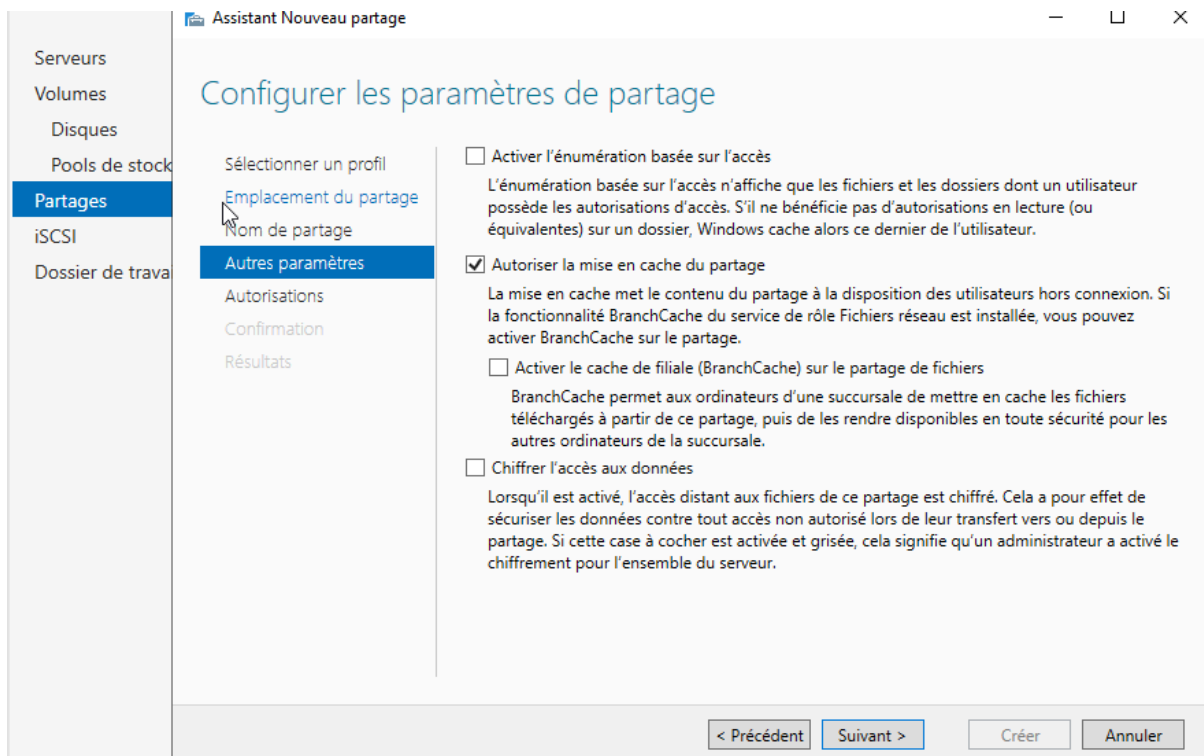 Assistant Nouveau partage
Serveurs
Volumes
Disques
Pools de stock
Partages
iSCSI
Dossier de travai
Configurer les paramètres de partage
Sélectionner un profil
Emplacement du partage
Nom de partage
Autres paramètres
Autorisations
Confirmation
Résultats
Activer l'énumération basée sur l'accès
L'énumération basée sur l'accès n'affiche que les fichiers et les dossiers dont un utilisateur
possède les autorisations d'accès. S'il ne bénéficie pas d'autorisations en lecture (ou
équivalentes) sur un dossier, Windows cache alors ce dernier de l'utilisateur.
Autoriser la mise en cache du partage
La mise en cache met le contenu du partage à la disposition des utilisateurs hors connexion. Si
la fonctionnalité BranchCache du service de rôle Fichiers réseau est installée, vous pouvez
activer BranchCache sur le partage.
Activer le cache de filiale (BranchCache) sur le partage de fichiers
BranchCache permet aux ordinateurs d'une succursale de mettre en cache les fichiers
téléchargés à partir de ce partage, puis de les rendre disponibles en toute sécurité pour les
autres ordinateurs de la succursale.
Chiffrer l'accès aux données
Lorsqu'il est activé, l'accès distant aux fichiers de ce partage est chiffré. Cela a pour effet de
sécuriser les données contre tout accès non autorisé lors de leur transfert vers ou depuis le
partage. Si cette case à cocher est activée et grisée, cela signifie qu'un administrateur a activé le
chiffrement pour l'ensemble du serveur.
< Précédent
Suivant >
Créer
Annuler